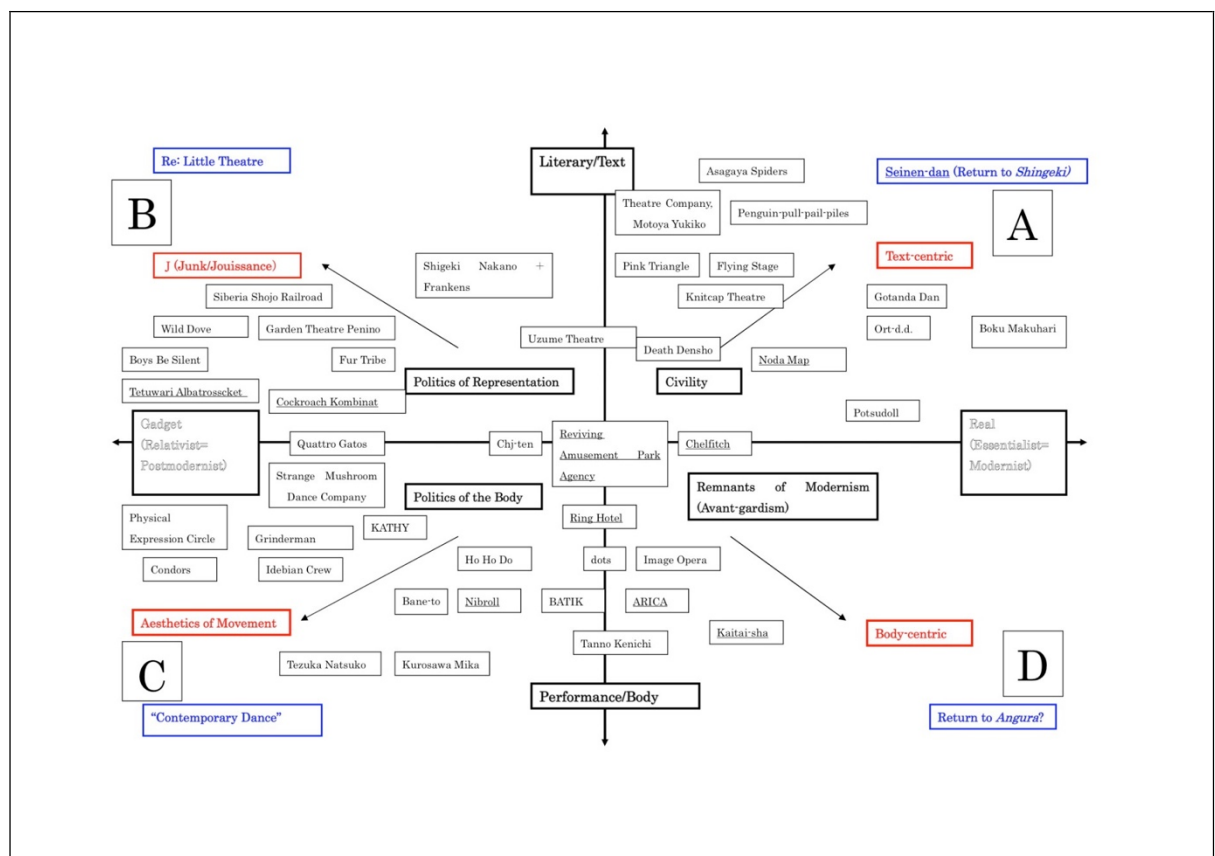 Literary/Text
Re: Little Theatre
Asagaya Spiders
Seinen-dan (Return to Shingeki)
B
A
Theatre Company,
Motoya Yukiko
Penguin-pull-pail-piles
J (Junk/Jouissance)
Shigeki Nakano +
Frankens
Pink Triangle
Flying Stage
Text-centric
Siberia Shojo Railroad
Knitcap Theatre
Gotanda Dan
Wild Dove
Garden Theatre Penino
Uzume Theatre
Ort-d.d.
Boku Makuhari
Boys Be Silent
Fur Tribe
Death Densho
Noda Map
Tetuwari Albatrosscket
Politics of Representation
Civility
Cockroach Kombinat
Potsudoll
Gadget
(Relativist=
Postmodernist)
Quattro Gatos
Chj-ten
Reviving
Amusement Park
Agency
Chelfitch
Real
(Essentialist=
Modernist)
Strange Mushroom
Dance Company
Politics of the Body
Remnants of Modernism
(Avant-gardism)
Physical
Expression Circle
Grinderman
KATHY
Ring Hotel
Condors
Idebian Crew
Ho Ho Do
dots
Image Opera
Bane-to
Nibroll
BATIK
ARICA
Aesthetics of Movement
Kaitai-sha
Body-centric
C
Tezuka Natsuko
Kurosawa Mika
Tanno Kenichi
D
Performance/Body
“Contemporary Dance”
Return to Angura?